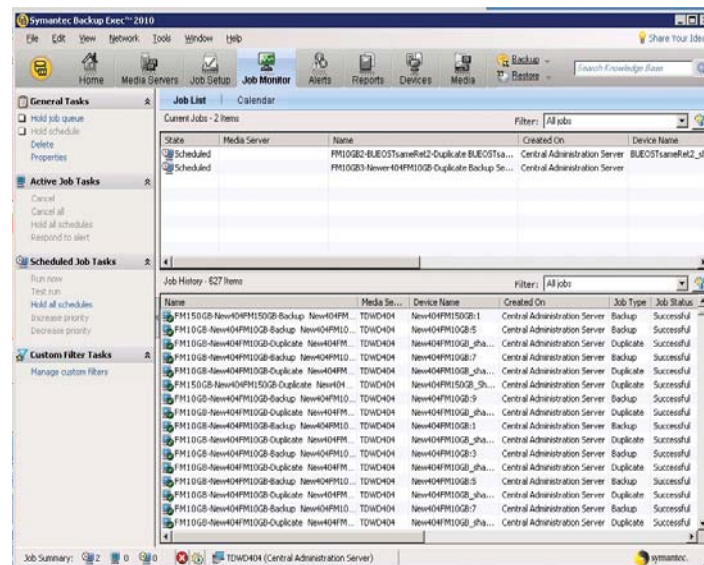 Symantec Backup Exec™ 2010
File Edit View Network Tools Window Help
Share Your Idea
Home Media Servers Job Setup Job Monitor Alerts Reports Devices Media Backup Restore Search Knowledge Base
General Tasks
Hold job queue
Hold schedule
Delete
Properties
Active Job Tasks
Cancel
Cancel all
Hold all schedules
Respond to alert
Scheduled Job Tasks
Run now
Test run
Hold all schedules
Increase priority
Decrease priority
Custom Filter Tasks
Manage custom filters
Job List Calendar
Current Jobs - 2 Items Filter: All jobs
State Media Server Name Created On Device Name
Scheduled FM10GB2-BUEOSTsameRet2-Duplicate BUEOSTsa... Central Administration Server BUEOSTsameRet2_s
Scheduled FM10GB3-Newer404FM10GB-Duplicate Backup Se... Central Administration Server
Job History - 627 Items Filter: All jobs
Name Media Se... Device Name Created On Job Type Job Status
FM150GB-New404FM150GB-Backup New404FM... TDWD404 New404FM150GB:1 Central Administration Server Backup Successful
FM10GB-New404FM10GB-Backup New404FM10... TDWD404 New404FM10GB:5 Central Administration Server Backup Successful
FM10GB-New404FM10GB-Duplicate New404FM... TDWD404 New404FM10GB_sha... Central Administration Server Duplicate Successful
FM10GB-New404FM10GB-Backup New404FM10... TDWD404 New404FM10GB:7 Central Administration Server Backup Successful
FM10GB-New404FM10GB-Duplicate New404FM... TDWD404 New404FM10GB_sha... Central Administration Server Duplicate Successful
FM150GB-New404FM150GB-Duplicate New404... TDWD404 New404FM150GB_Sh... Central Administration Server Duplicate Successful
FM10GB-New404FM10GB-Backup New404FM10... TDWD404 New404FM10GB:9 Central Administration Server Backup Successful
FM10GB-New404FM10GB-Duplicate New404FM... TDWD404 New404FM10GB_sha... Central Administration Server Duplicate Successful
FM10GB-New404FM10GB-Backup New404FM10... TDWD404 New404FM10GB:1 Central Administration Server Backup Successful
FM10GB-New404FM10GB-Duplicate New404FM... TDWD404 New404FM10GB_sha... Central Administration Server Duplicate Successful
FM10GB-New404FM10GB-Backup New404FM10... TDWD404 New404FM10GB:3 Central Administration Server Backup Successful
FM10GB-New404FM10GB-Duplicate New404FM... TDWD404 New404FM10GB_sha... Central Administration Server Duplicate Successful
FM10GB-New404FM10GB-Backup New404FM10... TDWD404 New404FM10GB:5 Central Administration Server Backup Successful
FM10GB-New404FM10GB-Duplicate New404FM... TDWD404 New404FM10GB_sha... Central Administration Server Duplicate Successful
FM10GB-New404FM10GB-Backup New404FM10... TDWD404 New404FM10GB:7 Central Administration Server Backup Successful
FM10GB-New404FM10GB-Duplicate New404FM... TDWD404 New404FM10GB_sha... Central Administration Server Duplicate Successful
Job Summary: 2 0 0 TDWD404 (Central Administration Server) symantec.